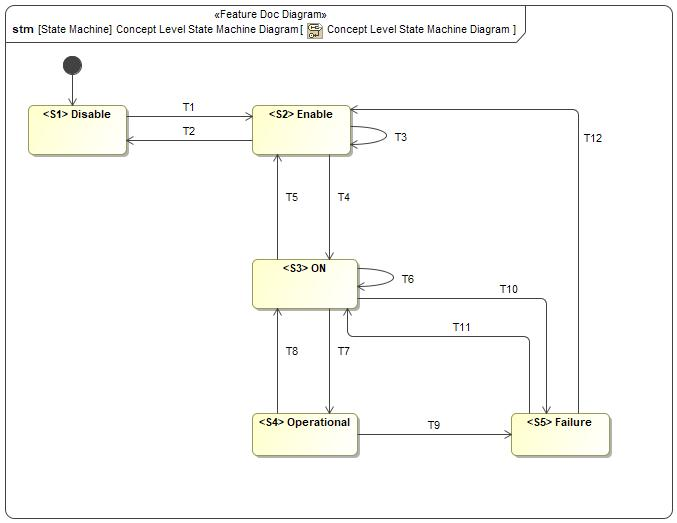 «Feature Doc Diagram»
stm [State Machine] Concept Level State Machine Diagram [ Concept Level State Machine Diagram ]
<S1> Disable
T1
<S2> Enable
T2
T3
T12
T5
T4
<S3> ON
T6
T10
T11
T8
T7
<S4> Operational
T9
<S5> Failure